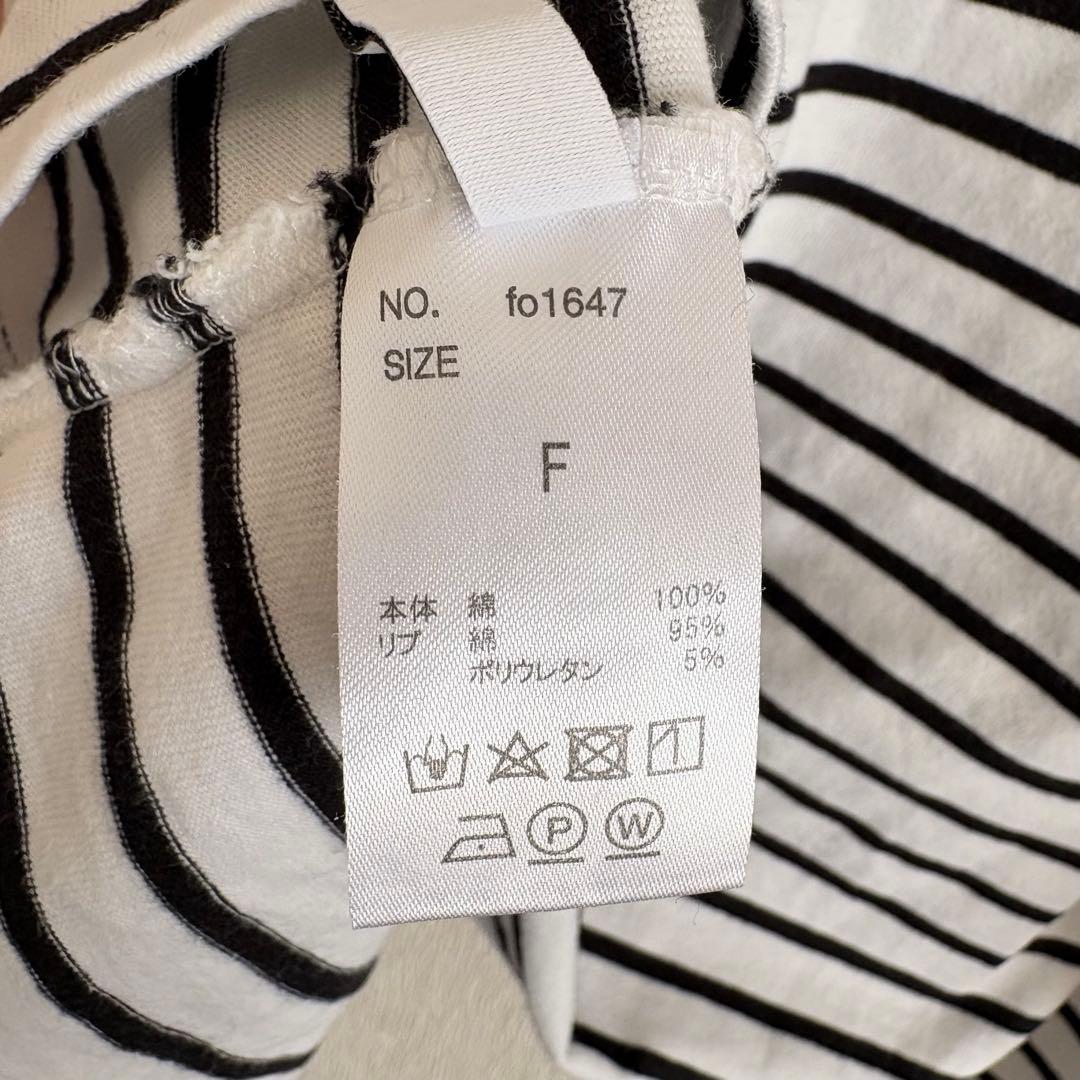 NO. fo1647
SIZE
F
本体 綿 100%
リブ 綿 95%
ポリウレタン 5%
P W